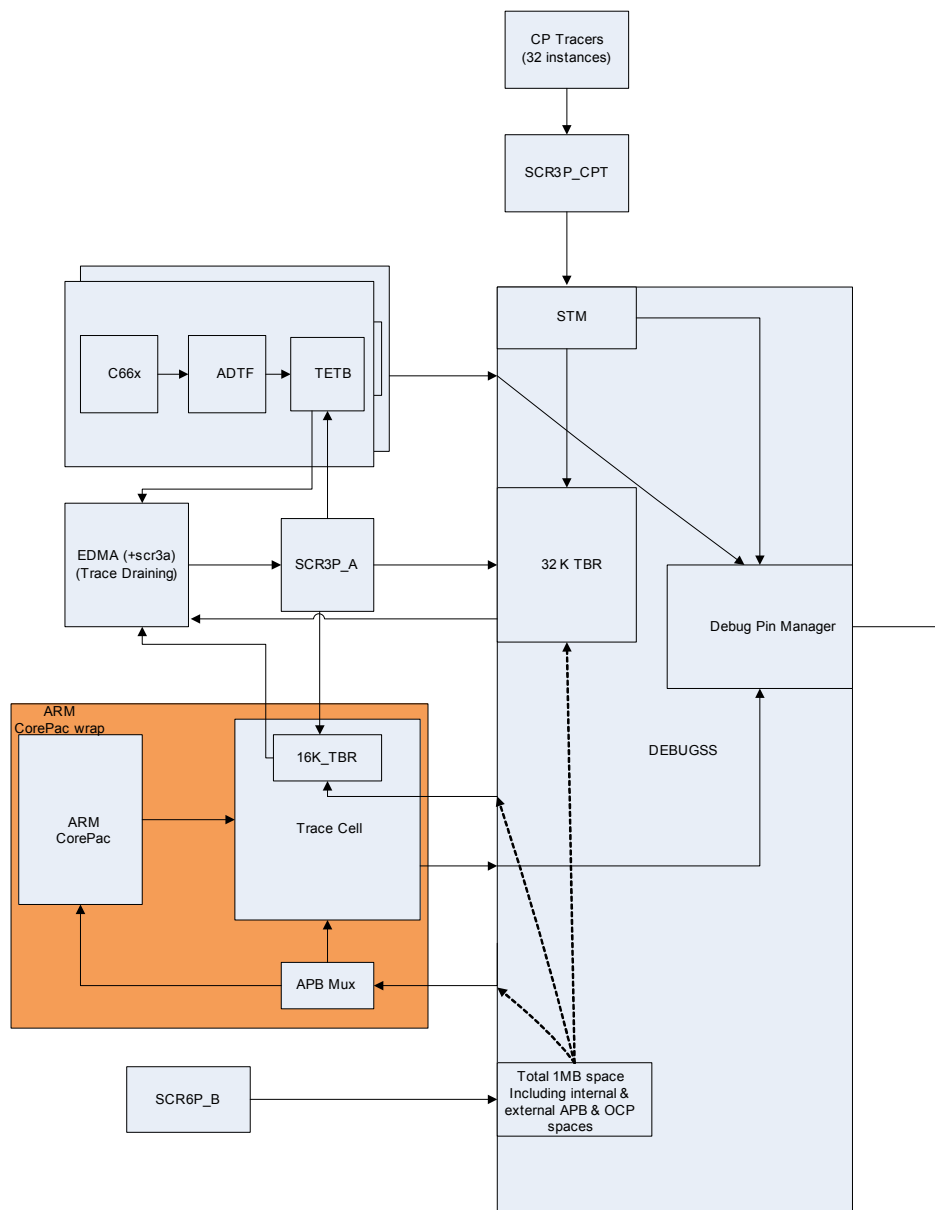 CP Tracers
(32 instances)
SCR3P_CPT
STM
C66x
ADTF
TETB
EDMA (+scr3a)
(Trace Draining)
SCR3P_A
32 K TBR
Debug Pin Manager
ARM
CorePac wrap
16K_TBR
DEBUGSS
ARM
CorePac
Trace Cell
APB Mux
Total 1MB space
Including internal &
external APB & OCP
spaces
SCR6P_B